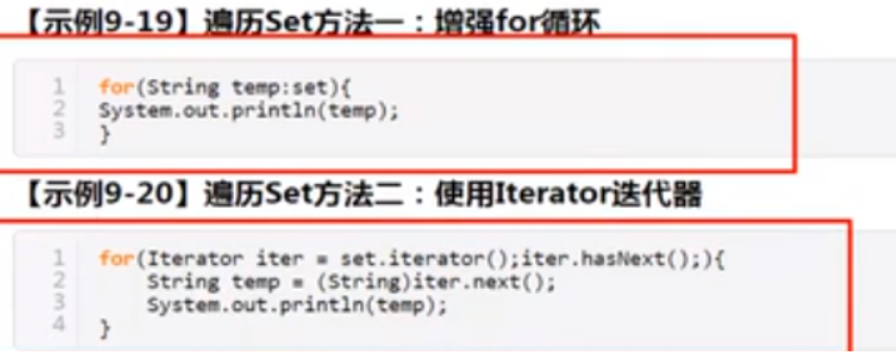 【示例9-19】遍历Set方法一：增强for循环
1 for(String temp:set){
2 System.out.println(temp);
3 }
【示例9-20】遍历Set方法二：使用Iterator迭代器
1 for(Iterator iter = set.iterator();iter.hasNext();){
2     String temp = (String)iter.next();
3     System.out.println(temp);
4 }